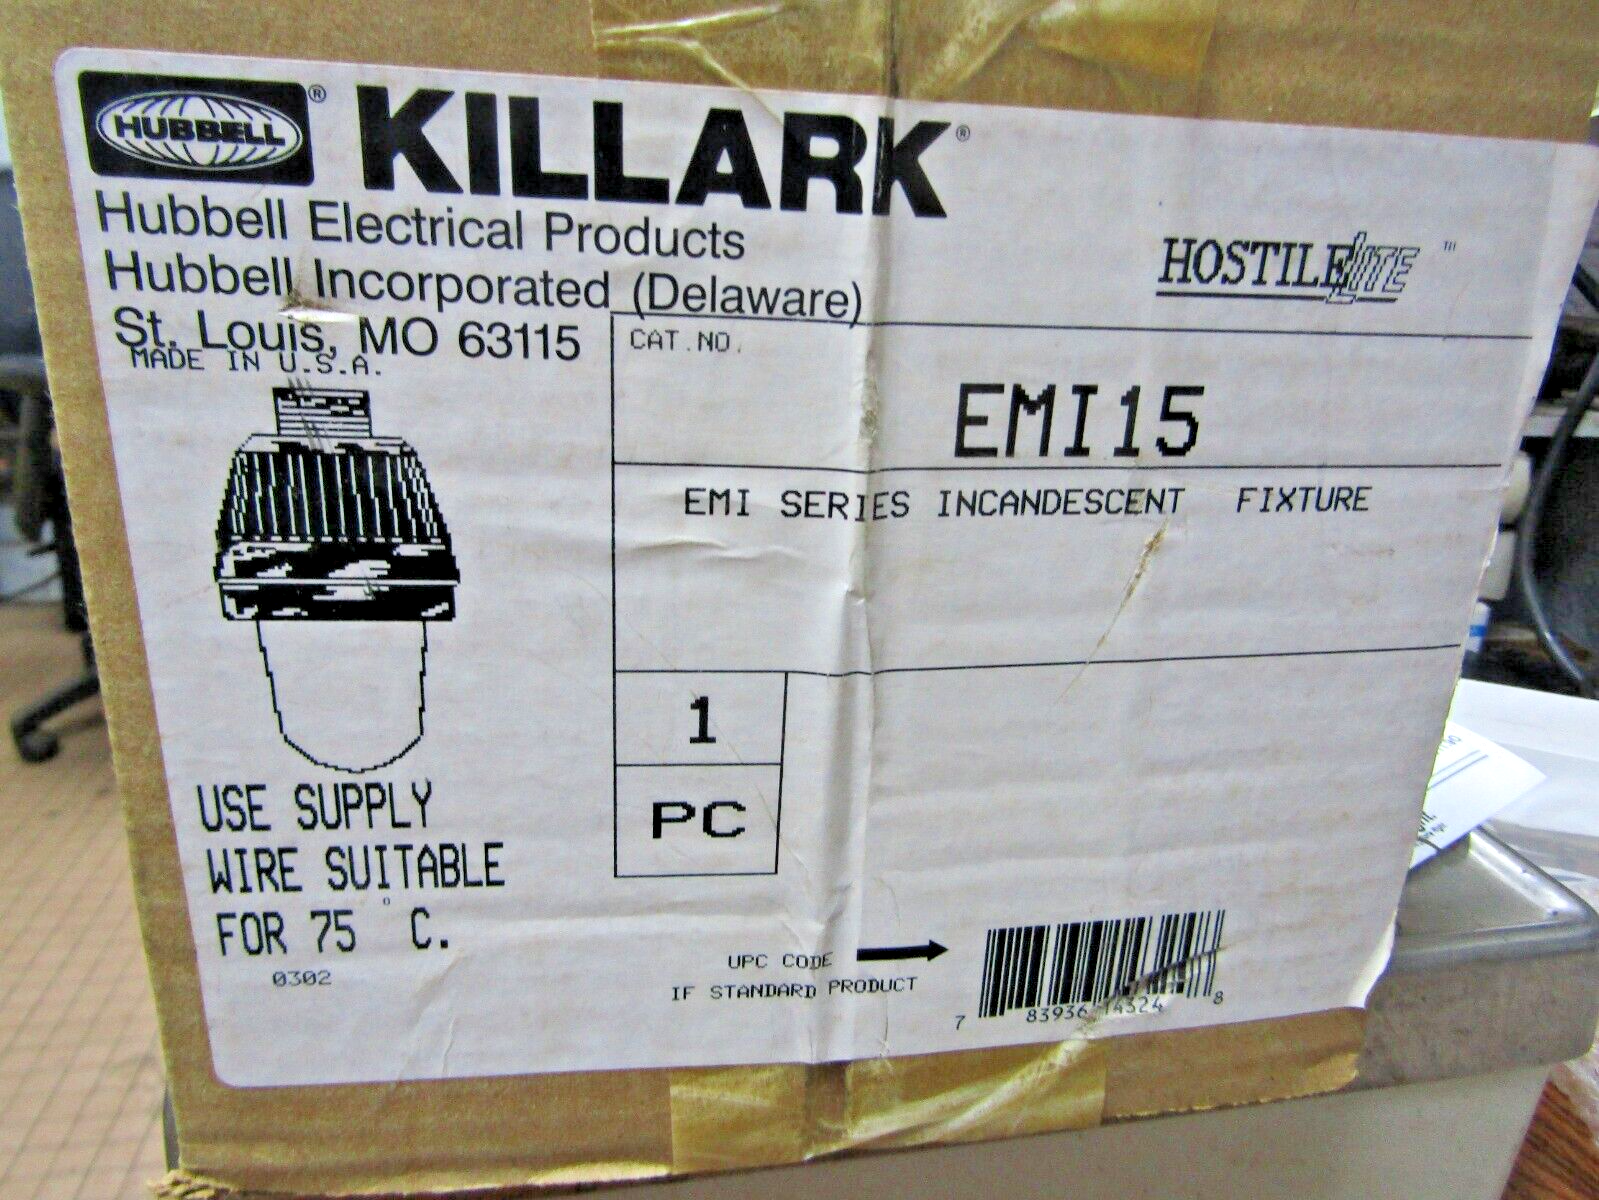 HUBBELL ® KILLARK ®
Hubbell Electrical Products
Hubbell Incorporated (Delaware)
St. Louis, MO 63115
MADE IN U.S.A.
HOSTILELITE ™
CAT.NO.
EMI15
EMI SERIES INCANDESCENT FIXTURE
1
PC
USE SUPPLY
WIRE SUITABLE
FOR 75 °C.
0302
UPC CODE
IF STANDARD PRODUCT
7 83936 14324 8